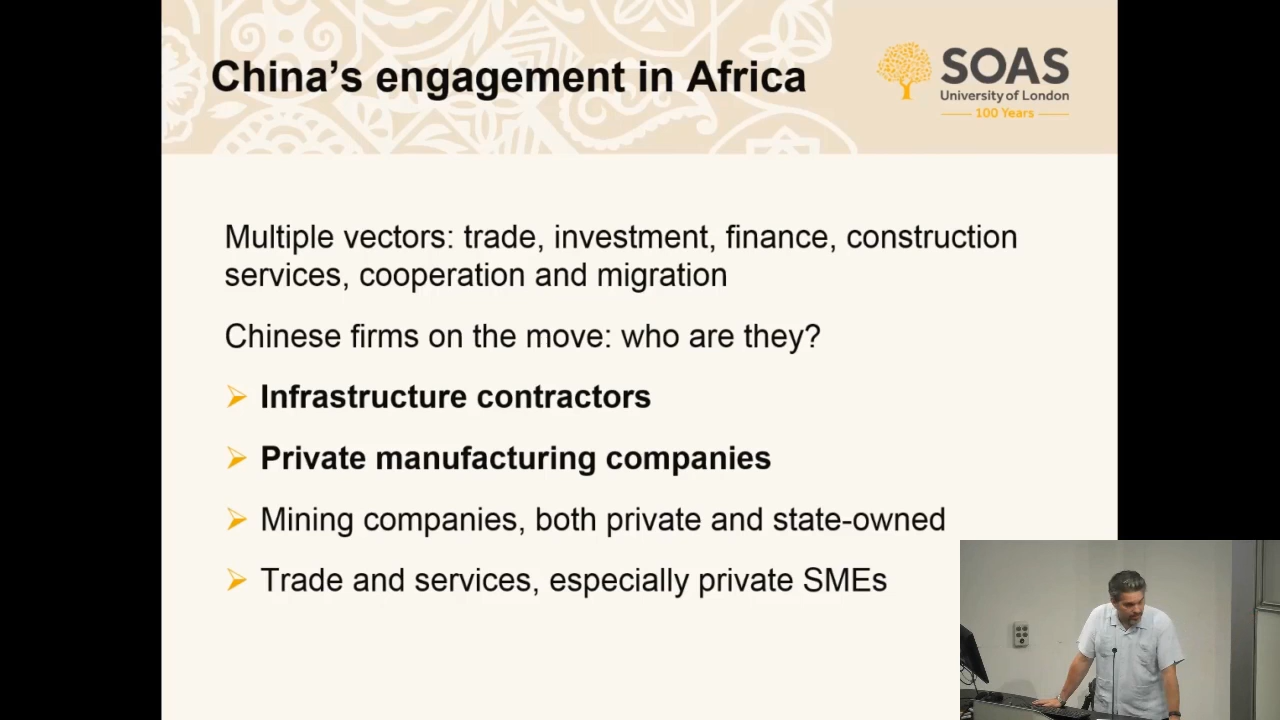 China's engagement in Africa
SOAS
University of London
100 Years
Multiple vectors: trade, investment, finance, construction
services, cooperation and migration
Chinese firms on the move: who are they?
Infrastructure contractors
Private manufacturing companies
Mining companies, both private and state-owned
Trade and services, especially private SMEs